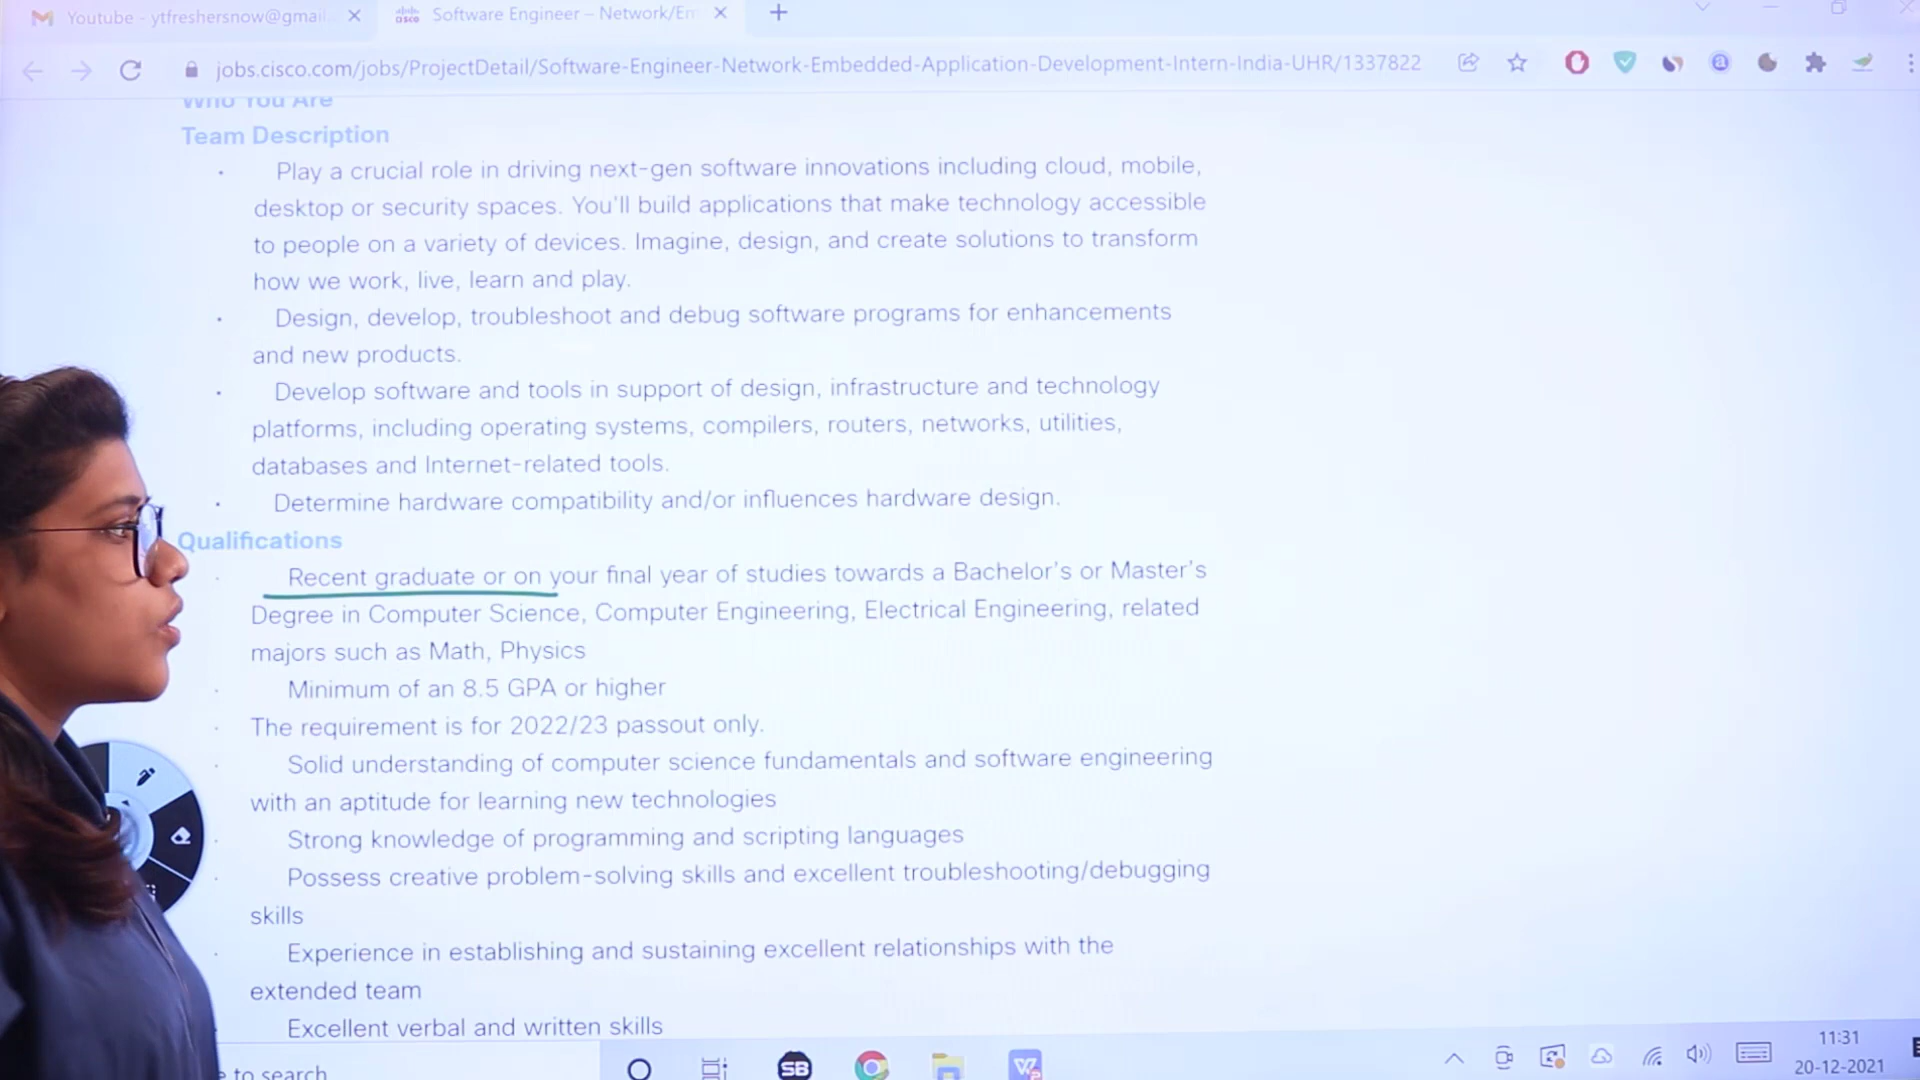 Youtube - ytfreshersnow@gmail
Software Engineer – Network/Em
jobs.cisco.com/jobs/ProjectDetail/Software-Engineer-Network-Embedded-Application-Development-Intern-India-UHR/1337822
Who You Are
Team Description
Play a crucial role in driving next-gen software innovations including cloud, mobile,
desktop or security spaces. You'll build applications that make technology accessible
to people on a variety of devices. Imagine, design, and create solutions to transform
how we work, live, learn and play.
Design, develop, troubleshoot and debug software programs for enhancements
and new products.
Develop software and tools in support of design, infrastructure and technology
platforms, including operating systems, compilers, routers, networks, utilities,
databases and Internet-related tools.
Determine hardware compatibility and/or influences hardware design.
Qualifications
Recent graduate or on your final year of studies towards a Bachelor's or Master's
Degree in Computer Science, Computer Engineering, Electrical Engineering, related
majors such as Math, Physics
Minimum of an 8.5 GPA or higher
The requirement is for 2022/23 passout only.
Solid understanding of computer science fundamentals and software engineering
with an aptitude for learning new technologies
Strong knowledge of programming and scripting languages
Possess creative problem-solving skills and excellent troubleshooting/debugging
skills
Experience in establishing and sustaining excellent relationships with the
extended team
Excellent verbal and written skills
to search
SB
11:31
20-12-2021